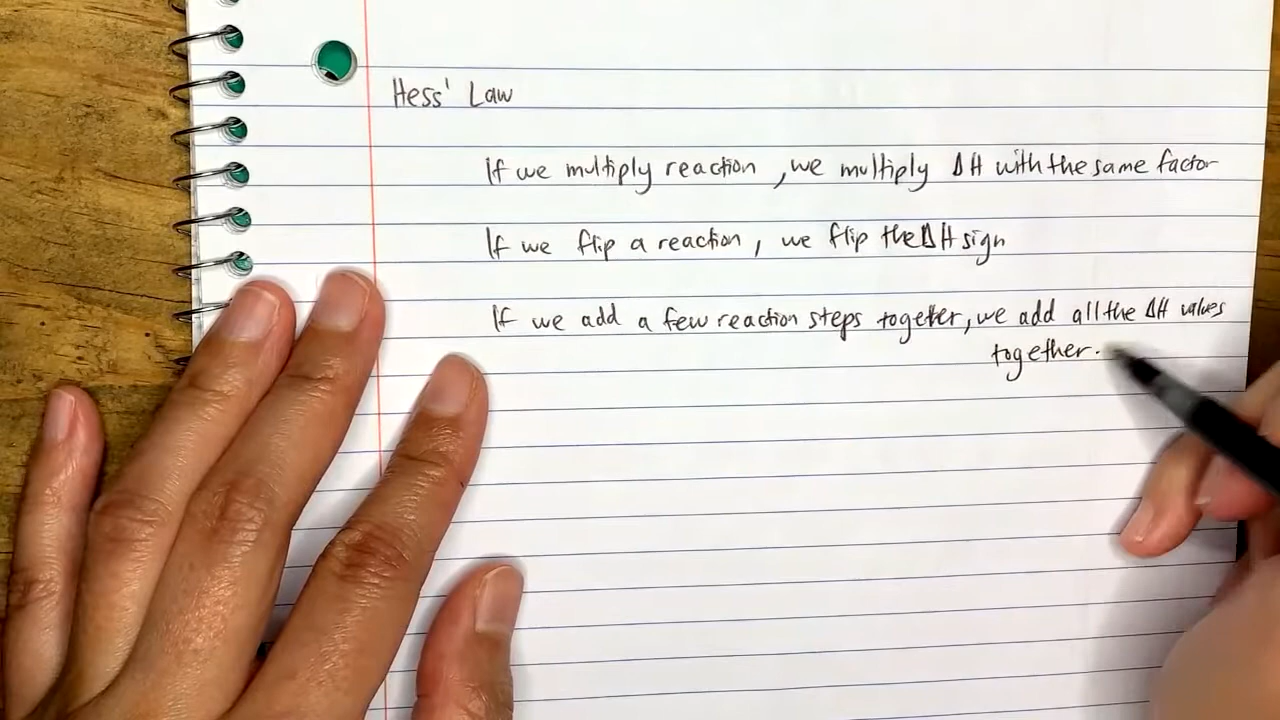 Hess' Law
If we multiply reaction, we multiply ΔH with the same factor
If we flip a reaction, we flip the ΔH sign
If we add a few reaction steps together, we add all the ΔH values
together.